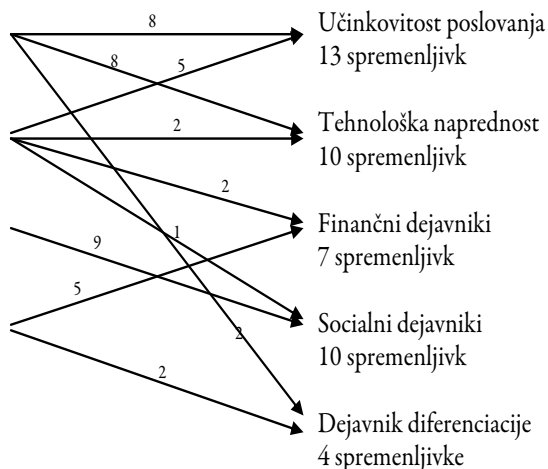 8
Učinkovitost poslovanja
13 spremenljivk
8
5
2
Tehnološka naprednost
10 spremenljivk
2
Finančni dejavniki
7 spremenljivk
1
9
5
Socialni dejavniki
10 spremenljivk
2
2
Dejavnik diferenciacije
4 spremenljivke